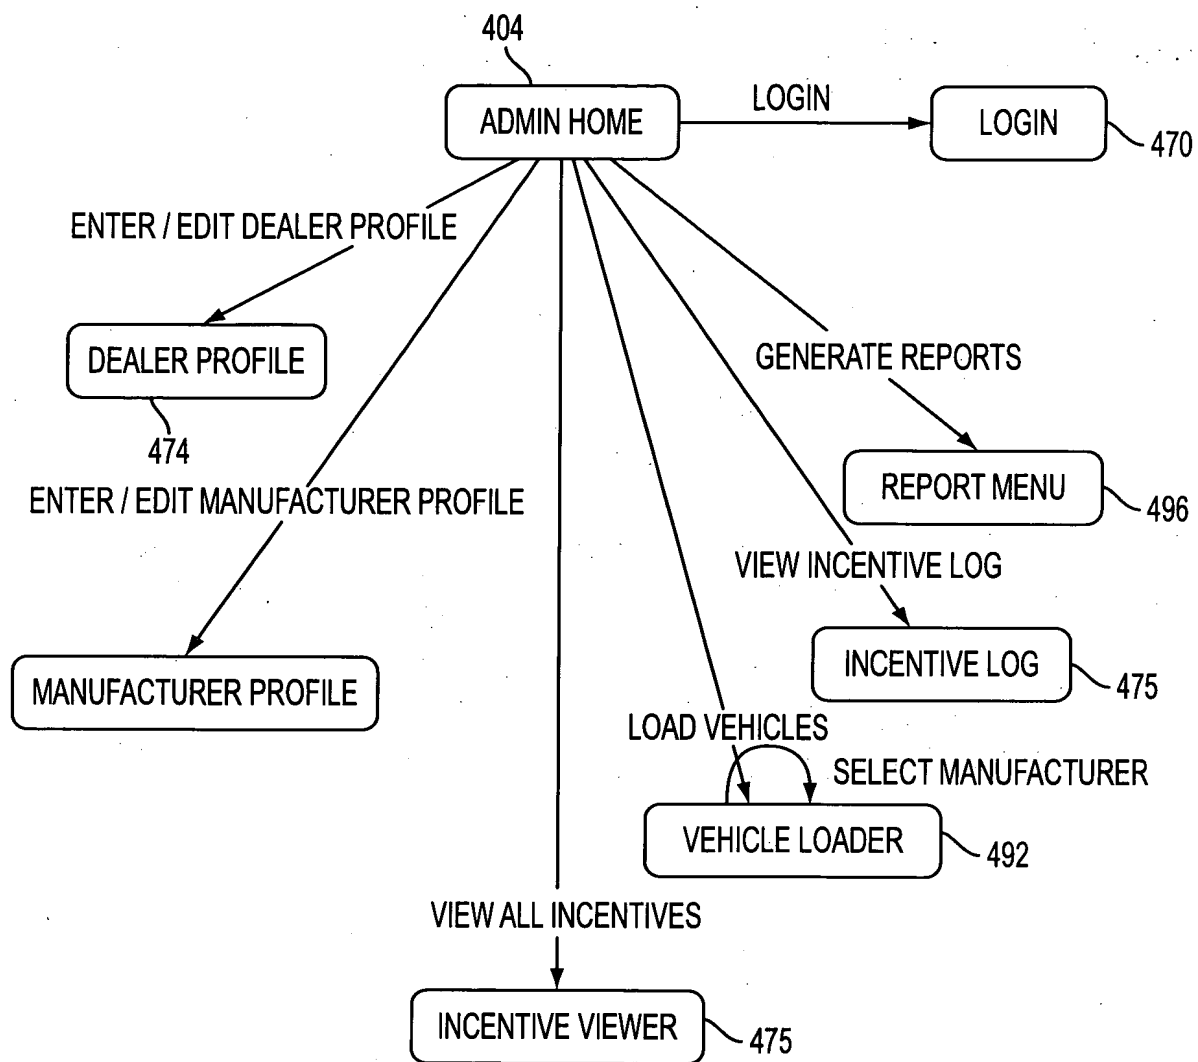 404
ADMIN HOME
LOGIN
LOGIN
470
ENTER / EDIT DEALER PROFILE
DEALER PROFILE
474
GENERATE REPORTS
REPORT MENU
496
ENTER / EDIT MANUFACTURER PROFILE
MANUFACTURER PROFILE
VIEW INCENTIVE LOG
INCENTIVE LOG
475
LOAD VEHICLES
SELECT MANUFACTURER
VEHICLE LOADER
492
VIEW ALL INCENTIVES
INCENTIVE VIEWER
475